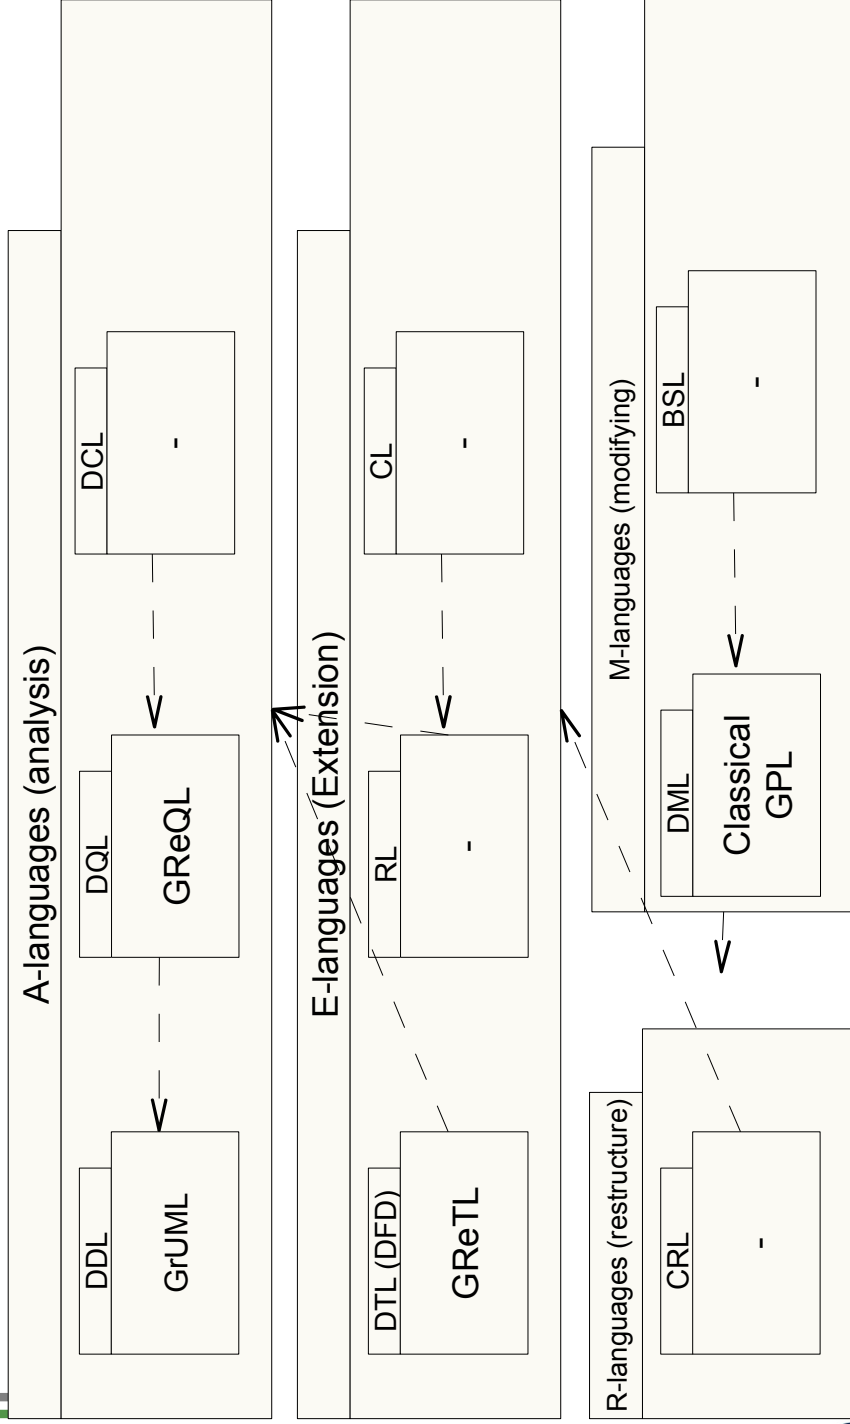 A-languages (analysis)
DDL
GrUML
DQL
GReQL
DCL
-
E-languages (Extension)
DTL (DFD)
GReTL
RL
-
CL
-
R-languages (restructure)
CRL
-
M-languages (modifying)
DML
Classical
GPL
BSL
-